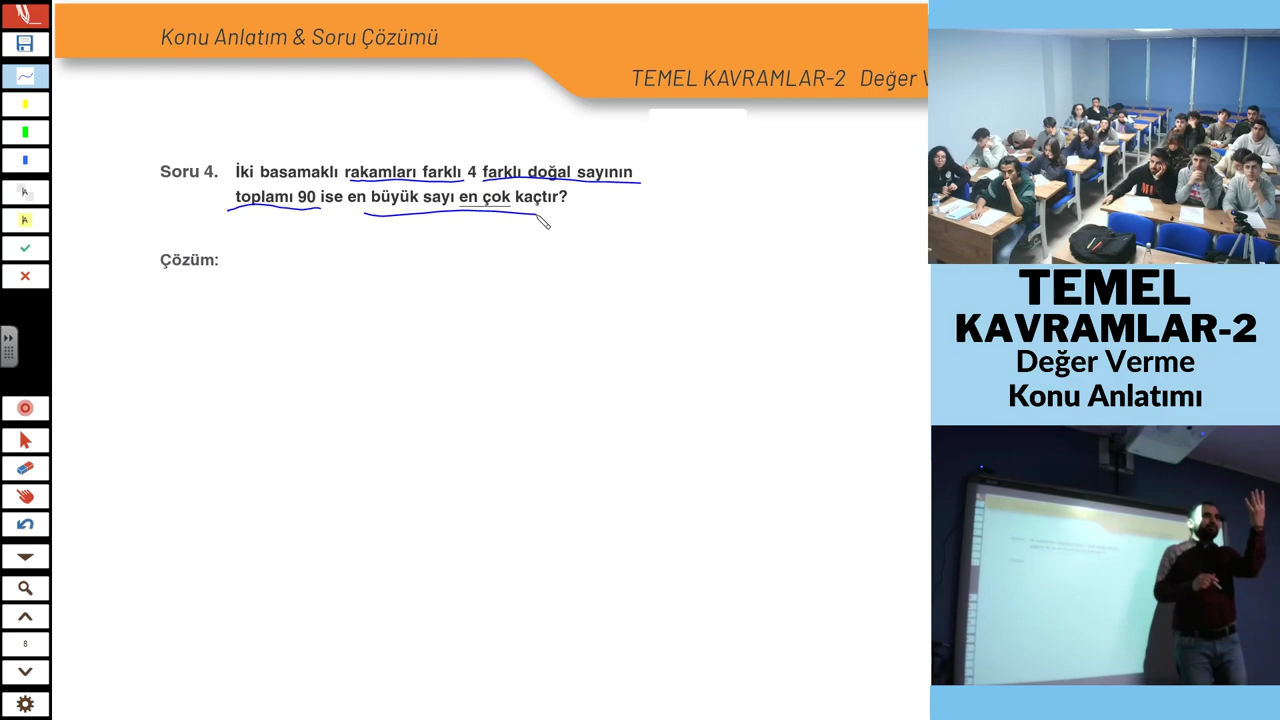 Konu Anlatım & Soru Çözümü
TEMEL KAVRAMLAR-2 Değer
Soru 4. İki basamaklı rakamları farklı 4 farklı doğal sayının
toplamı 90 ise en büyük sayı en çok kaçtır?
Çözüm:
8
TEMEL
KAVRAMLAR-2
Değer Verme
Konu Anlatımı